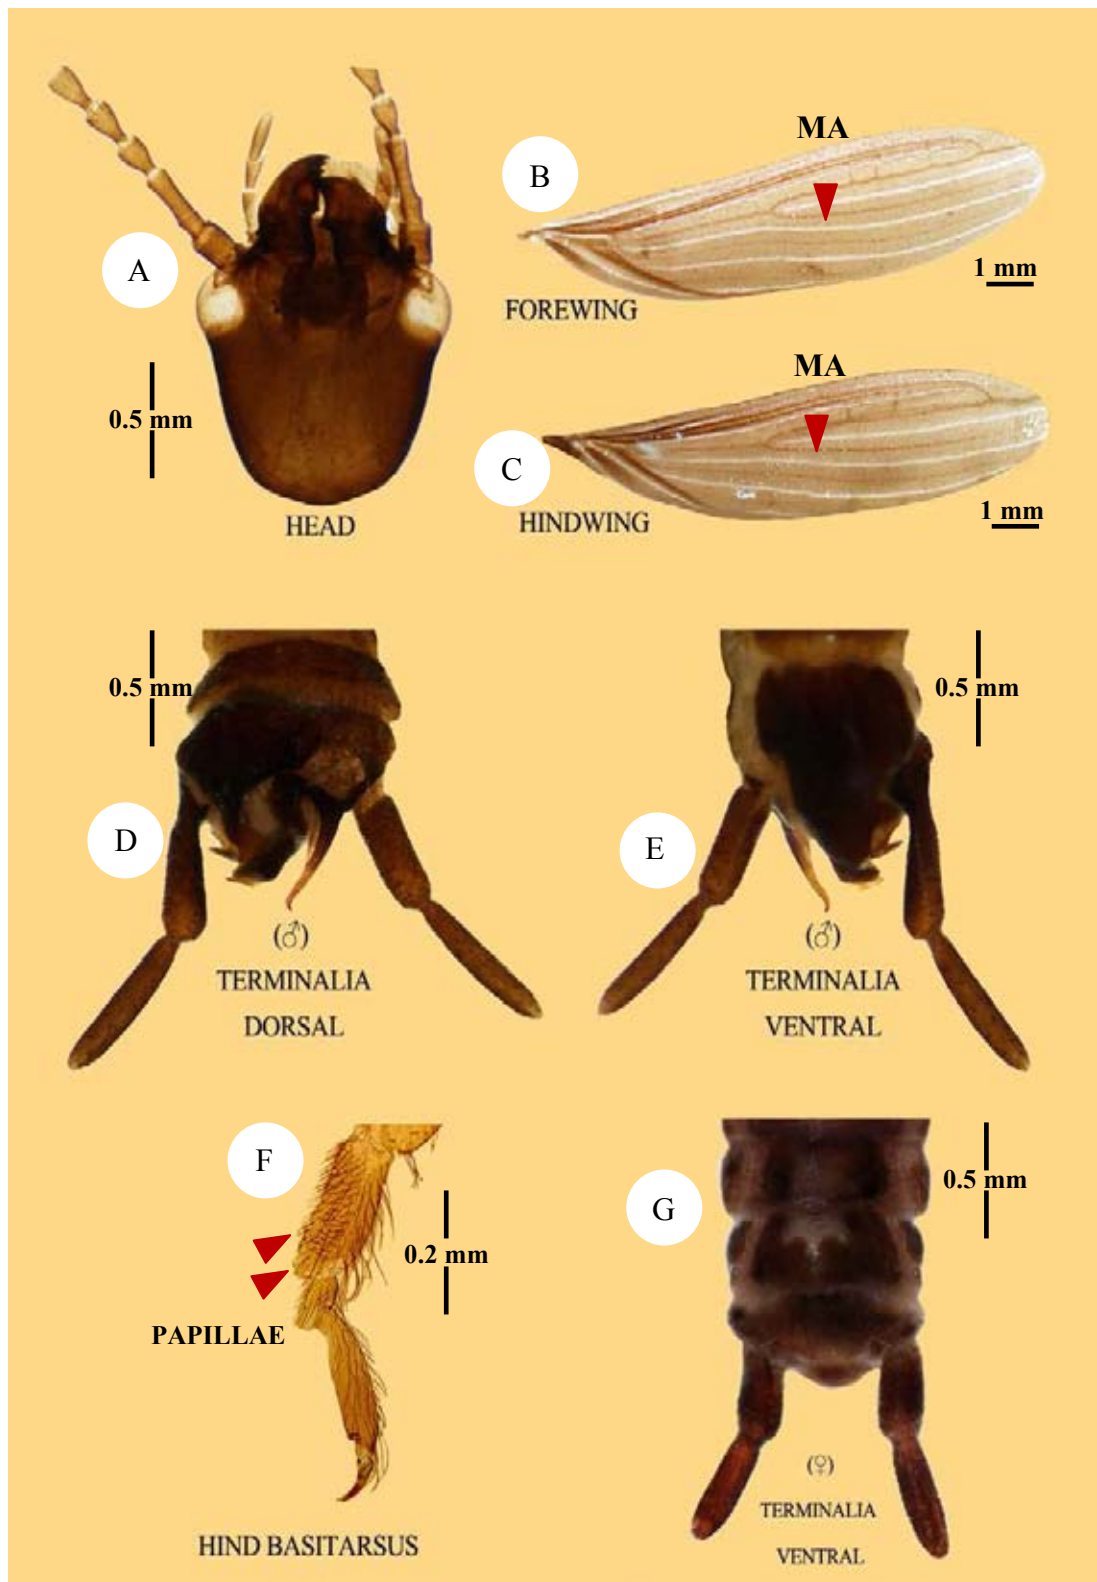 A
0.5 mm
HEAD
B
MA
1 mm
FOREWING
MA
C
1 mm
HINDWING
0.5 mm
D
(♂)
TERMINALIA
DORSAL
0.5 mm
E
(♂)
TERMINALIA
VENTRAL
F
0.2 mm
PAPILLAE
HIND BASITARSUS
0.5 mm
G
(♀)
TERMINALIA
VENTRAL